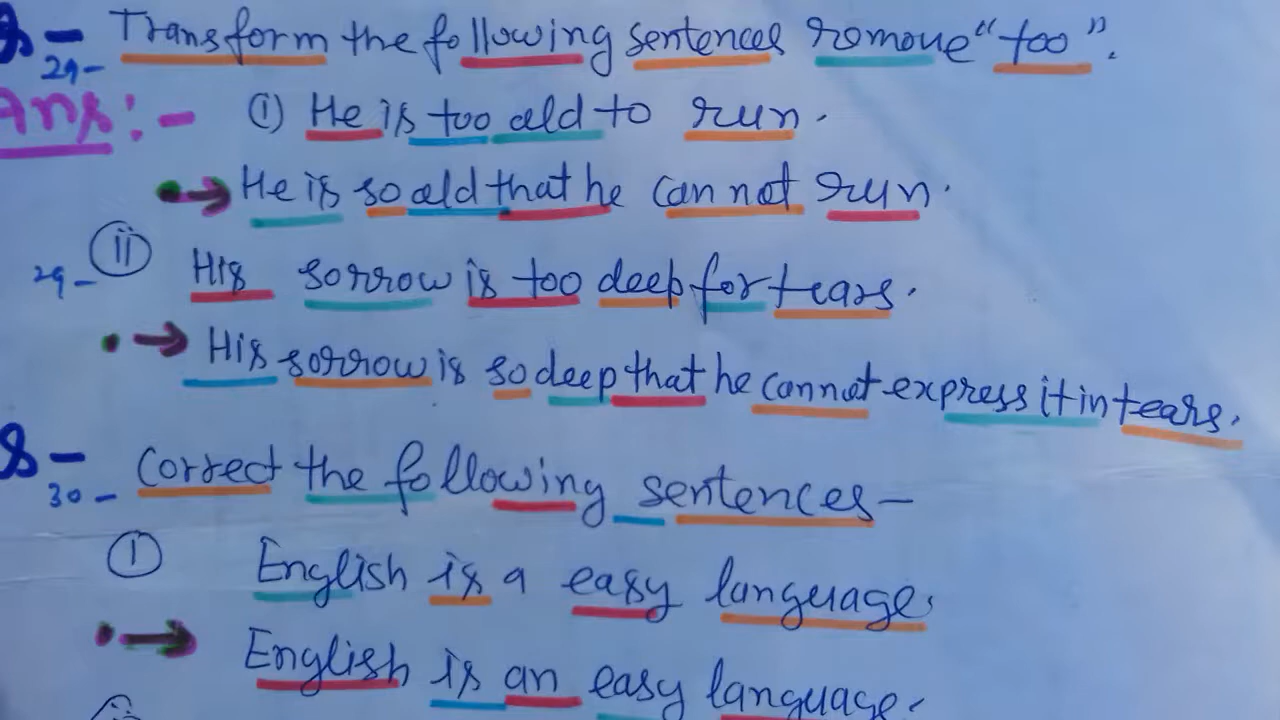 Q- Transform the following sentences remove "too".
29-
Ans:- (i) He is too old to run.
→ He is so old that he can not run.
29- (ii) His sorrow is too deep for tears.
→ His sorrow is so deep that he cannot express it in tears.
Q- Correct the following sentences-
30-
(i) English is a easy language.
→ English is an easy language.